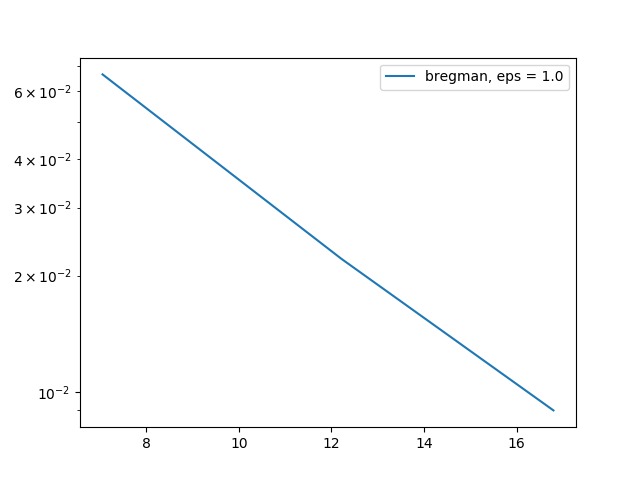 bregman, eps = 1.0
6 × 10⁻²
4 × 10⁻²
3 × 10⁻²
2 × 10⁻²
10⁻²
8 10 12 14 16